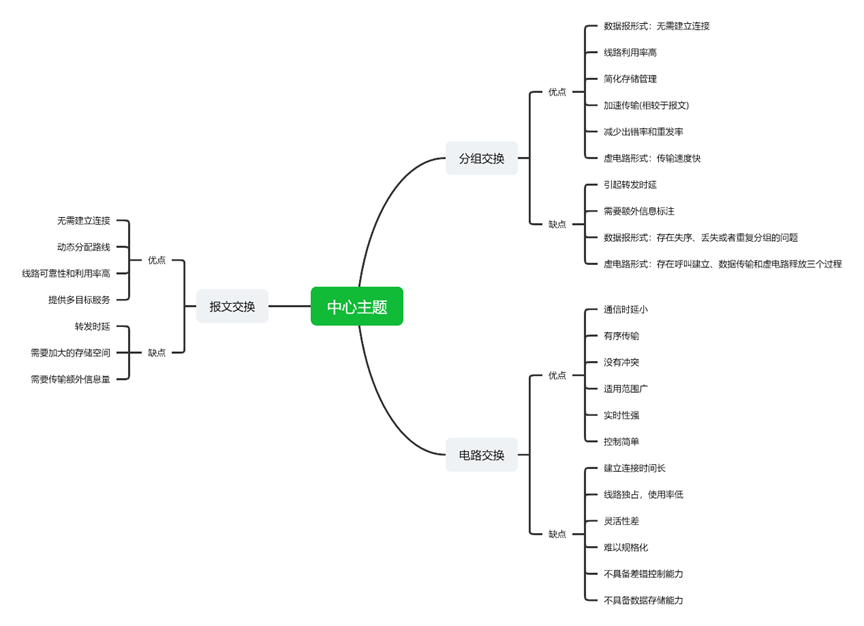 中心主题
分组交换
优点
数据报形式：无需建立连接
线路利用率高
简化存储管理
加速传输(相较于报文)
减少出错率和重发率
虚电路形式：传输速度快
缺点
引起转发时延
需要额外信息标注
数据报形式：存在失序、丢失或者重复分组的问题
虚电路形式：存在呼叫建立、数据传输和虚电路释放三个过程
电路交换
优点
通信时延小
有序传输
没有冲突
适用范围广
实时性强
控制简单
缺点
建立连接时间长
线路独占，使用率低
灵活性差
难以规格化
不具备差错控制能力
不具备数据存储能力
报文交换
优点
无需建立连接
动态分配路线
线路可靠性和利用率高
提供多目标服务
缺点
转发时延
需要加大的存储空间
需要传输额外信息量